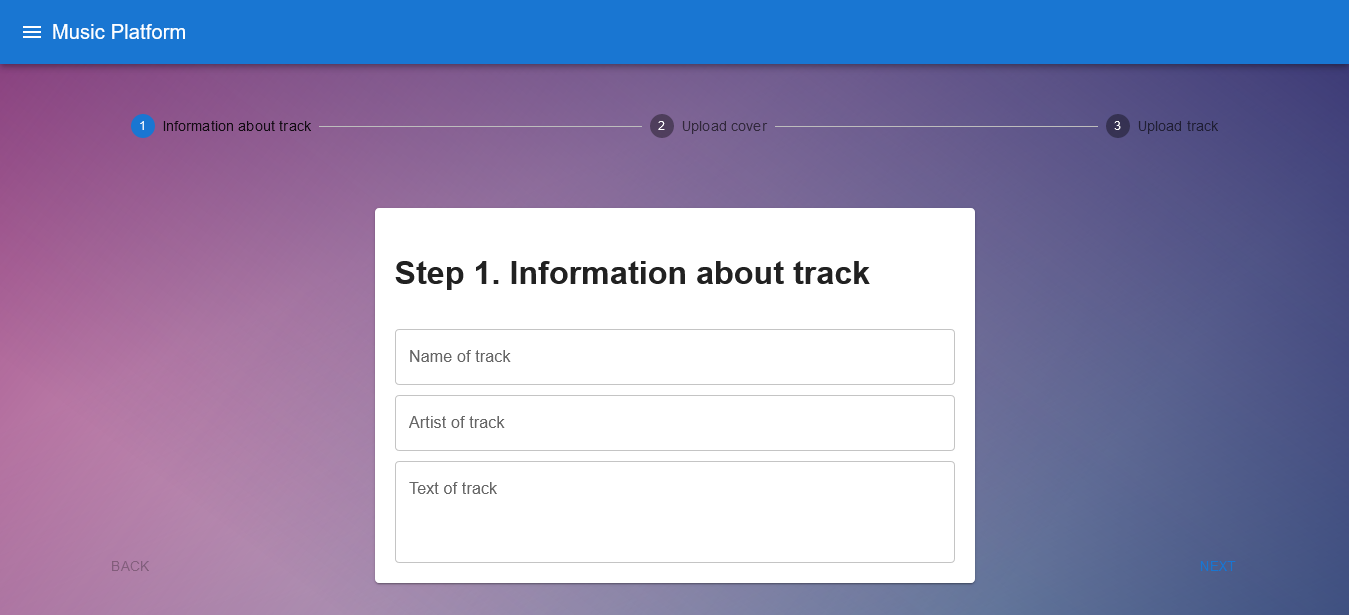 Music Platform
1 Information about track 2 Upload cover 3 Upload track
Step 1. Information about track
Name of track
Artist of track
Text of track
BACK NEXT